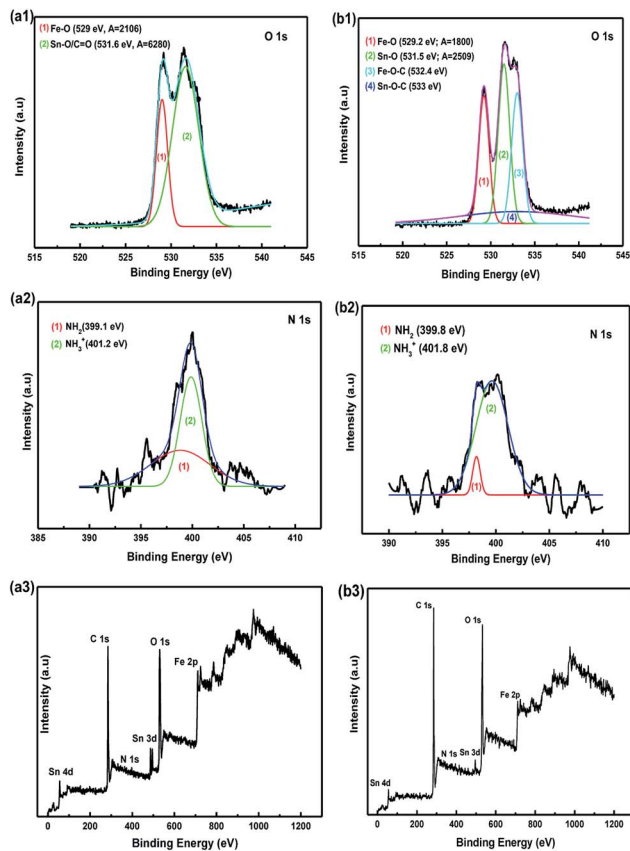 (a1)
(1) Fe-O (529 eV, A=2106)
(2) Sn-O/C=O (531.6 eV, A=6280)
O 1s
(1)
(2)
Intensity (a.u)
515 520 525 530 535 540 545
Binding Energy (eV)
(b1)
(1) Fe-O (529.2 eV; A=1800)
(2) Sn-O (531.5 eV; A=2509)
(3) Fe-O-C (532.4 eV)
(4) Sn-O-C (533 eV)
O 1s
(1)
(2)
(3)
(4)
Intensity (a.u)
515 520 525 530 535 540 545
Binding Energy (eV)
(a2)
(1) NH2 (399.1 eV)
(2) NH3+ (401.2 eV)
N 1s
(2)
(1)
Intensity (a.u)
385 390 395 400 405 410
Binding Energy (eV)
(b2)
(1) NH2 (399.8 eV)
(2) NH3+ (401.8 eV)
N 1s
(2)
(1)
Intensity (a.u)
390 395 400 405 410
Binding Energy (eV)
(a3)
C 1s
O 1s
Fe 2p
Sn 3d
N 1s
Sn 4d
Intensity (a.u)
0 200 400 600 800 1000 1200
Binding Energy (eV)
(b3)
C 1s
O 1s
Fe 2p
N 1s
Sn 3d
Sn 4d
Intensity (a.u)
0 200 400 600 800 1000 1200
Binding Energy (eV)